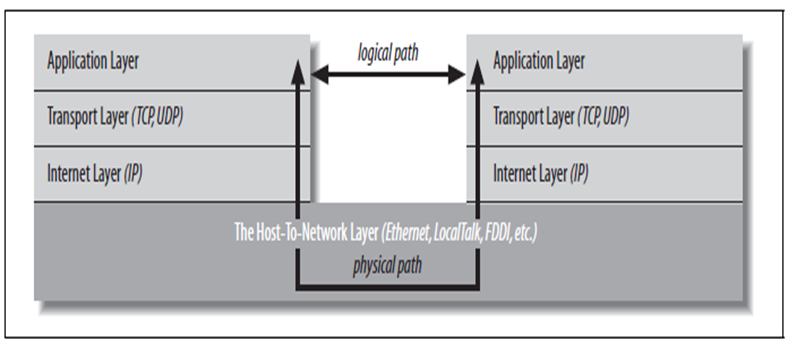 logical path
Application Layer
Transport Layer (TCP, UDP)
Internet Layer (IP)
Application Layer
Transport Layer (TCP, UDP)
Internet Layer (IP)
The Host-To-Network Layer (Ethernet, LocalTalk, FDDI, etc.)
physical path